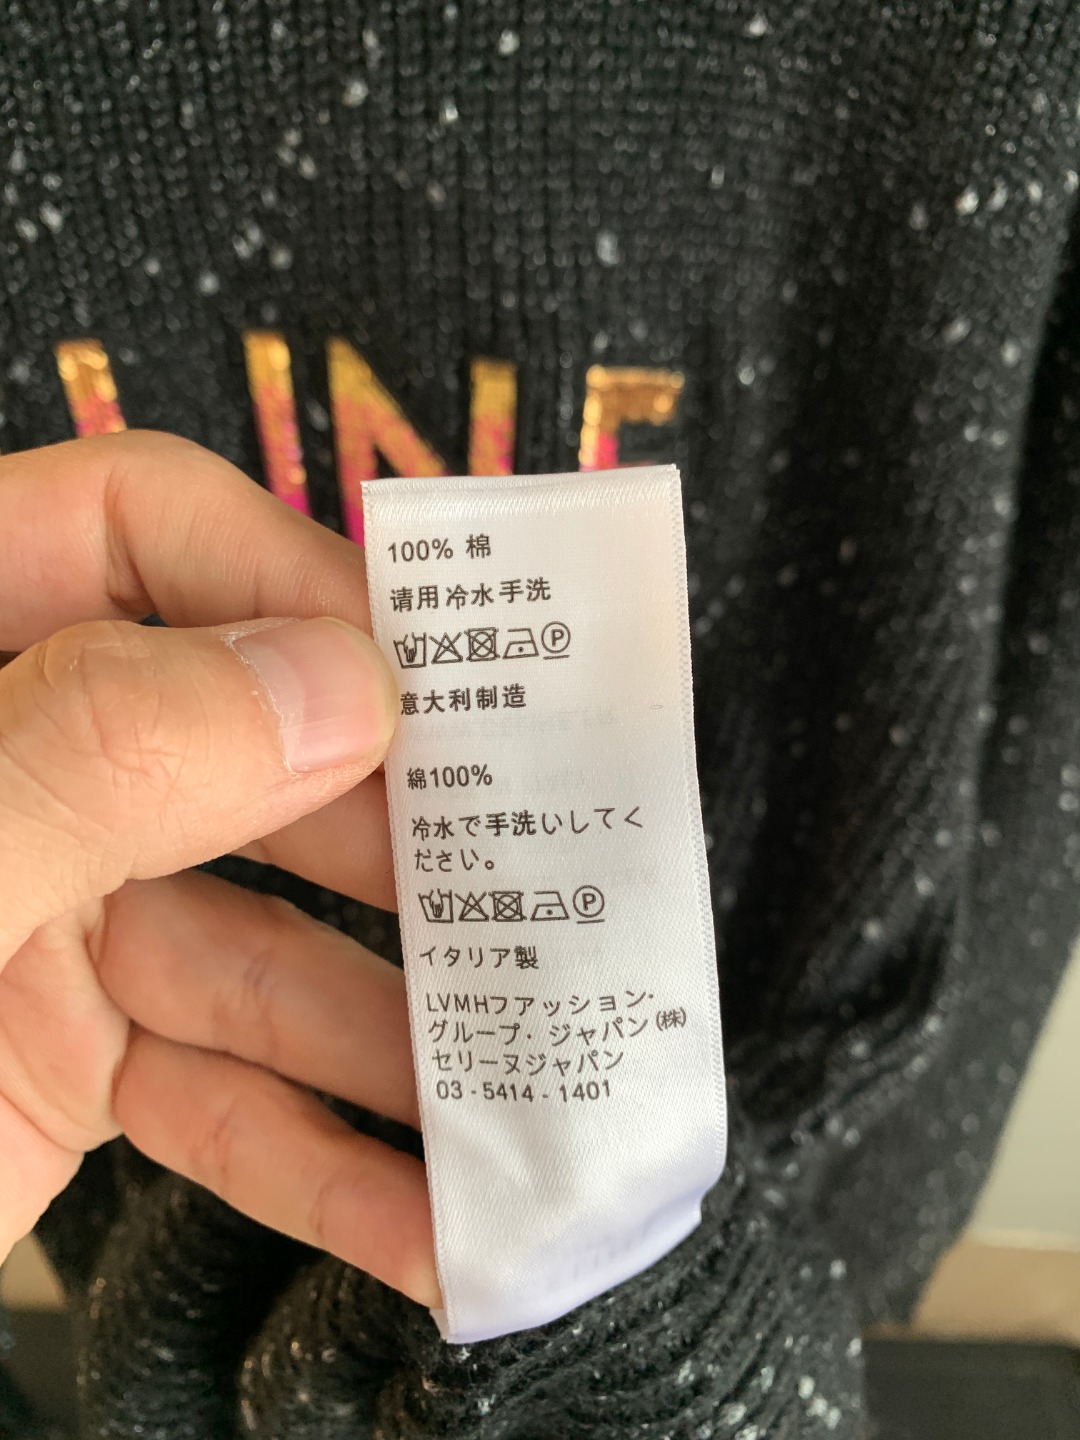 LINE
100% 棉
请用冷水手洗
P
意大利制造
綿100%
冷水で手洗いしてく
ださい。
P
イタリア製
LVMHファッション·
グループ·ジャパン(株)
セリーヌジャパン
03-5414-1401